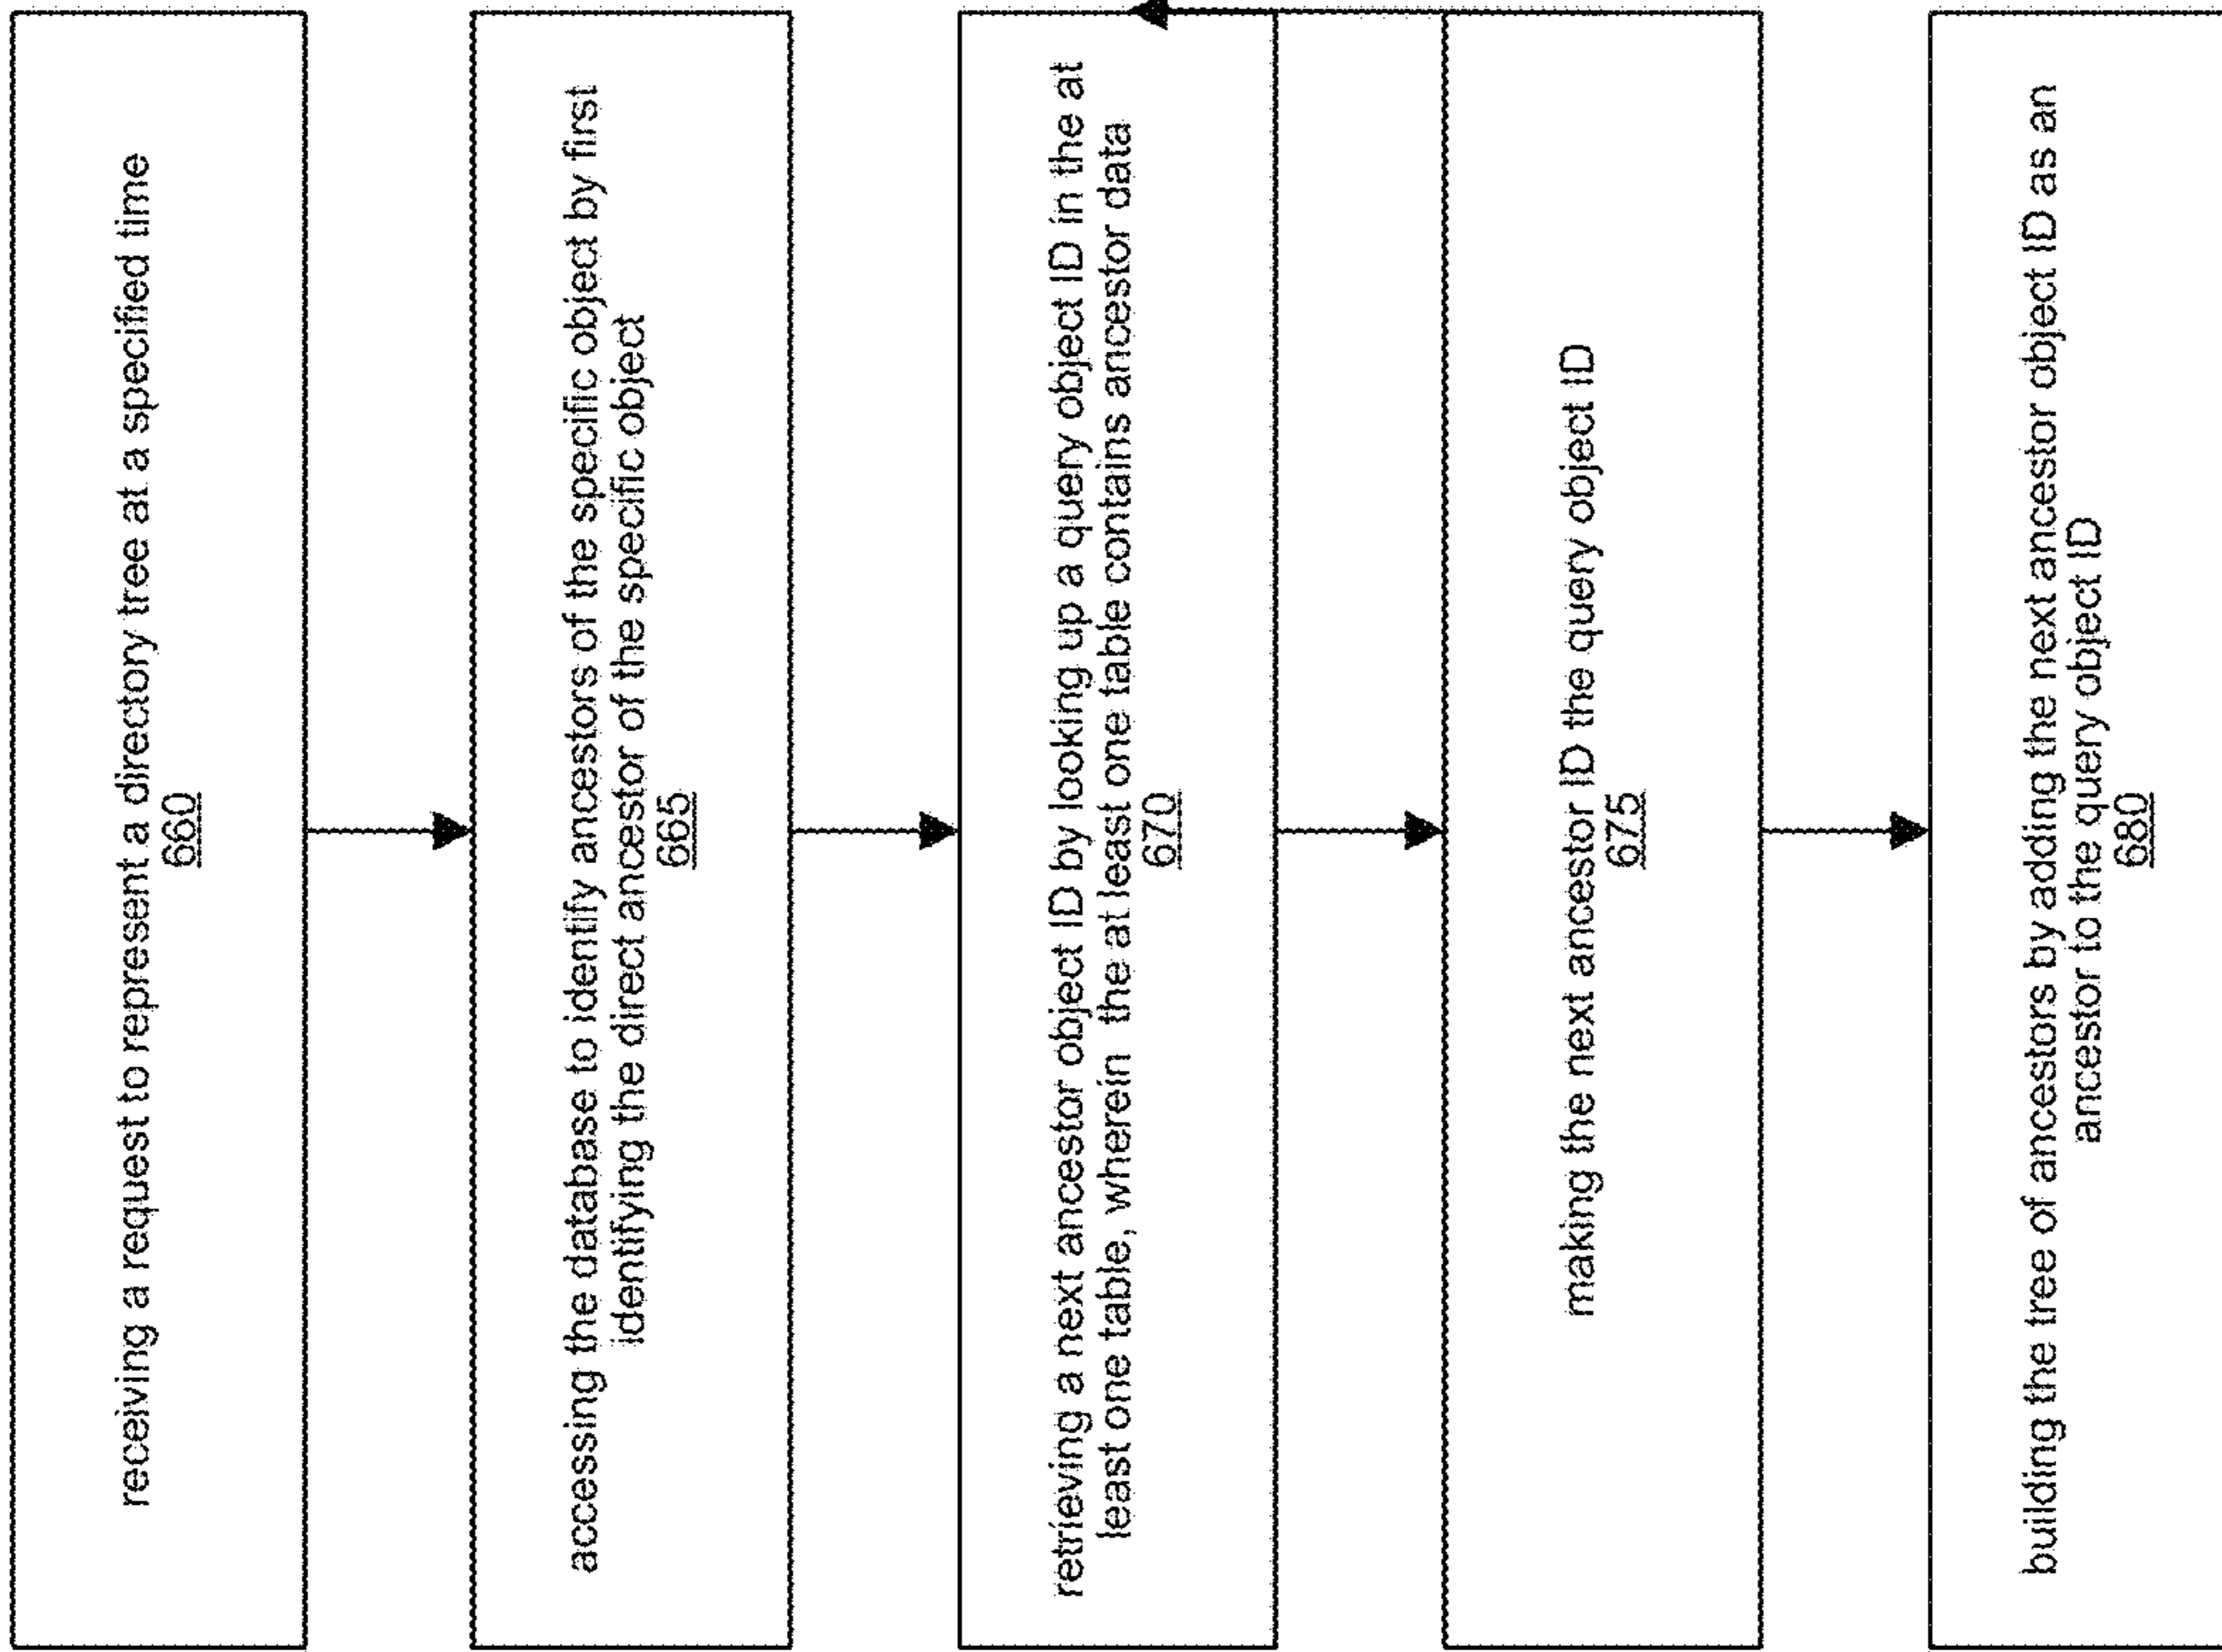 receiving a request to represent a directory tree at a specified time
660
accessing the database to identify ancestors of the specific object by first
identifying the direct ancestor of the specific object
665
retrieving a next ancestor object ID by looking up a query object ID in the at
least one table, wherein the at least one table contains ancestor data
670
making the next ancestor ID the query object ID
675
building the tree of ancestors by adding the next ancestor object ID as an
ancestor to the query object ID
680